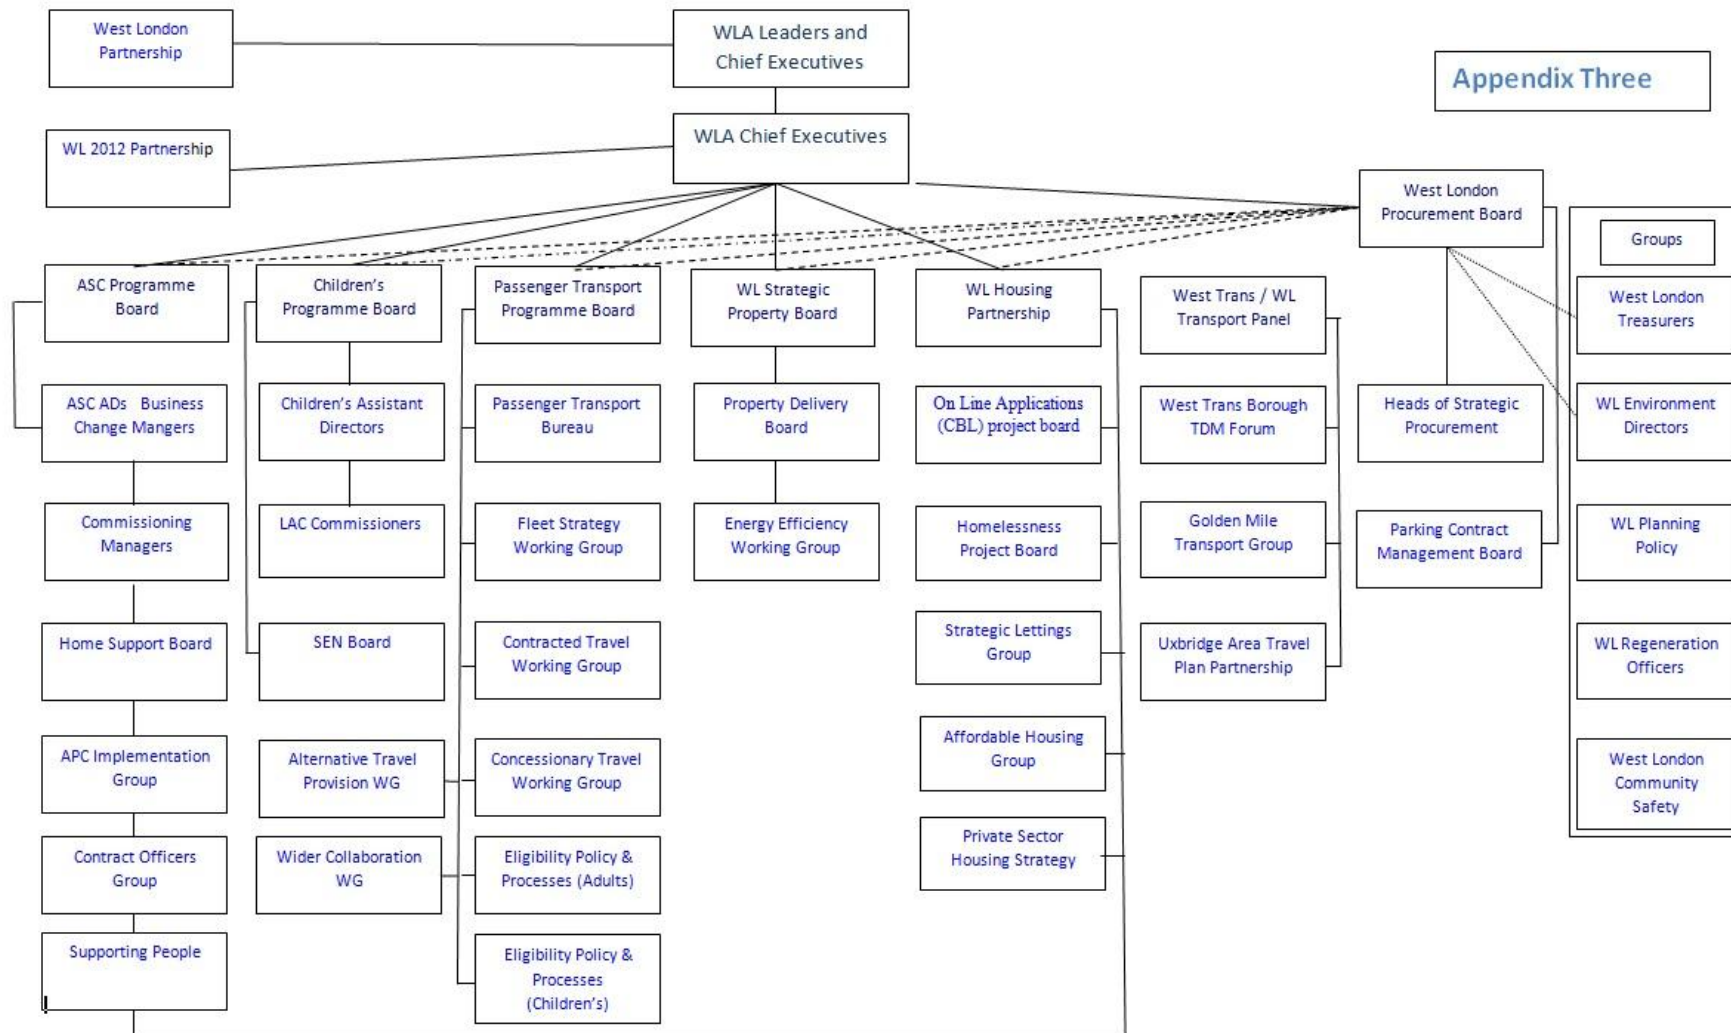 West London
Partnership
WLA Leaders and
Chief Executives
Appendix Three
WL 2012 Partnership
WLA Chief Executives
West London
Procurement Board
Groups
ASC Programme
Board
Children's
Programme Board
Passenger Transport
Programme Board
WL Strategic
Property Board
WL Housing
Partnership
West Trans / WL
Transport Panel
West London
Treasurers
ASC ADs Business
Change Mangers
Children's Assistant
Directors
Passenger Transport
Bureau
Property Delivery
Board
On Line Applications
(CBL) project board
West Trans Borough
TDM Forum
Heads of Strategic
Procurement
WL Environment
Directors
Commissioning
Managers
LAC Commissioners
Fleet Strategy
Working Group
Energy Efficiency
Working Group
Homelessness
Project Board
Golden Mile
Transport Group
Parking Contract
Management Board
WL Planning
Policy
Home Support Board
SEN Board
Contracted Travel
Working Group
Strategic Lettings
Group
Uxbridge Area Travel
Plan Partnership
WL Regeneration
Officers
APC Implementation
Group
Alternative Travel
Provision WG
Concessionary Travel
Working Group
Affordable Housing
Group
West London
Community
Safety
Contract Officers
Group
Wider Collaboration
WG
Eligibility Policy &
Processes (Adults)
Private Sector
Housing Strategy
Supporting People
Eligibility Policy &
Processes
(Children's)